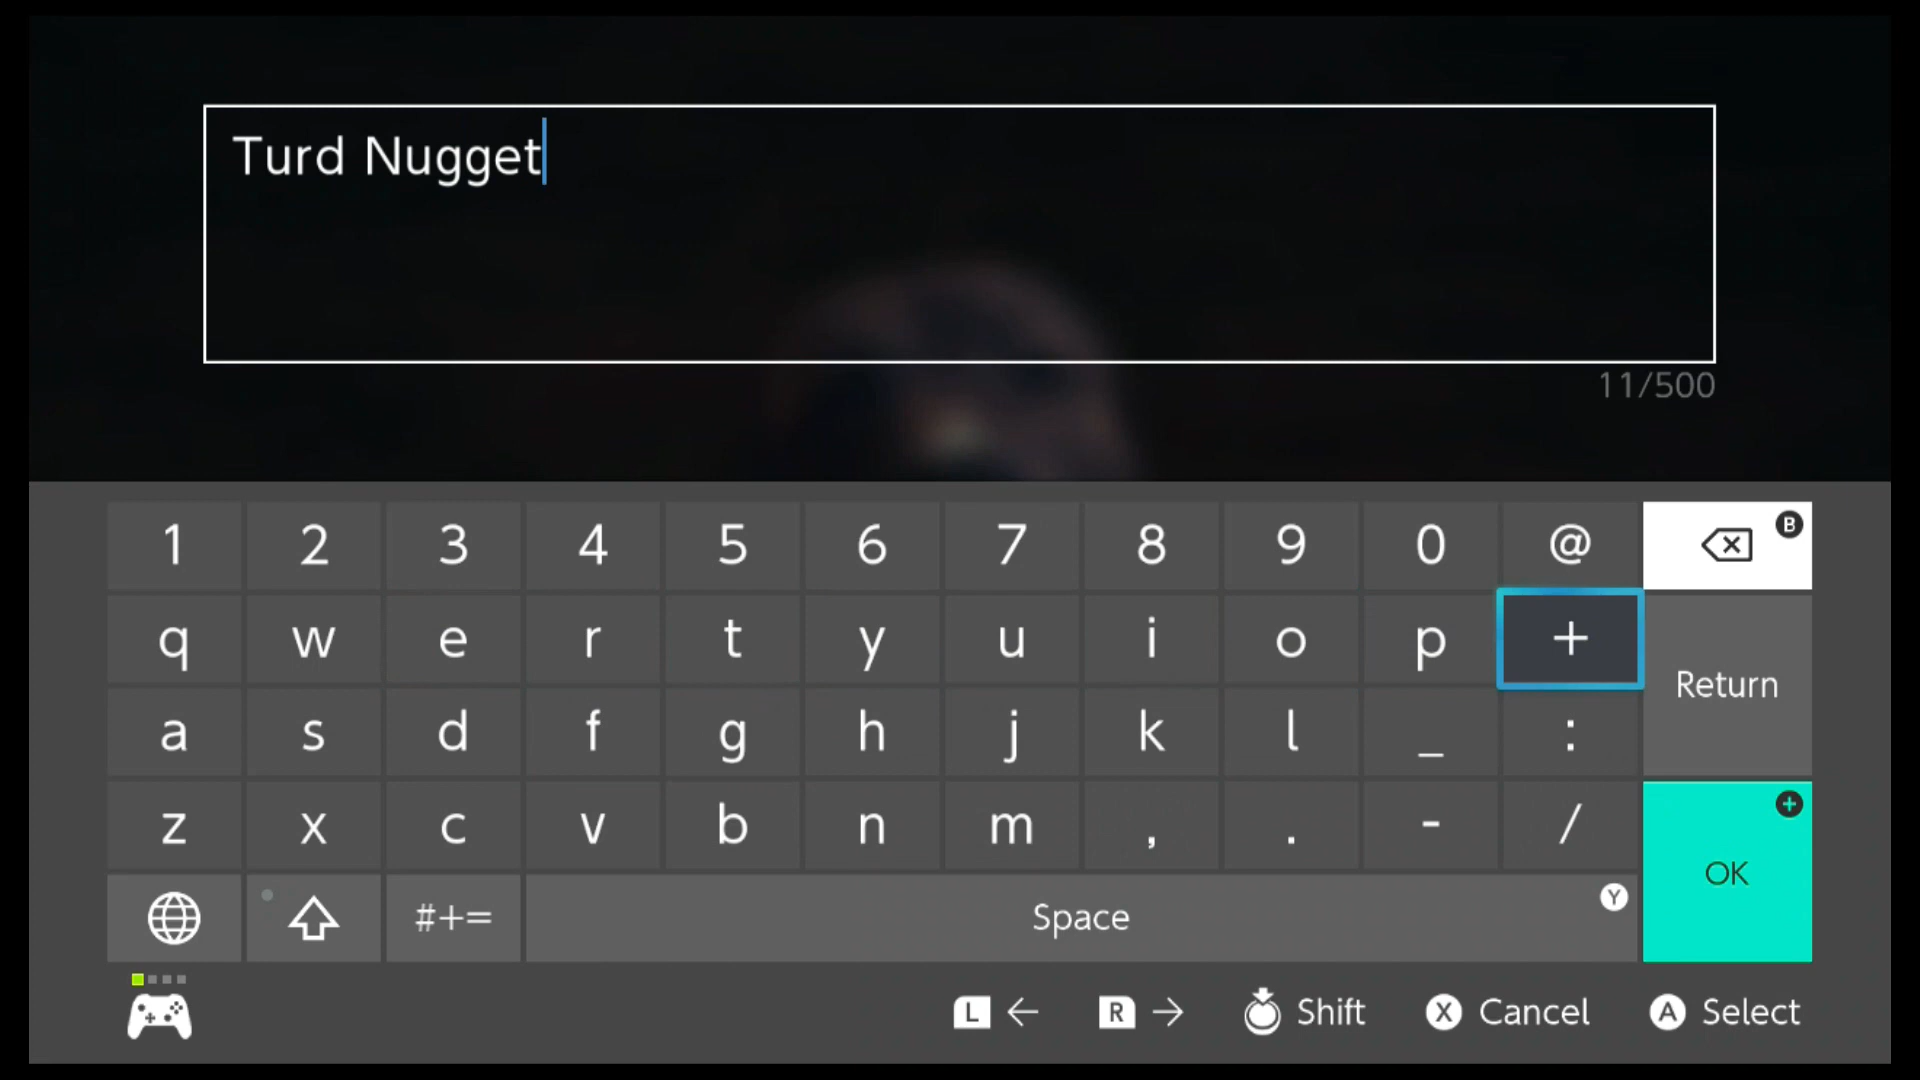 Turd Nugget
11/500
1 2 3 4 5 6 7 8 9 0 @ B
q w e r t y u i o p + Return
a s d f g h j k l _ :
z x c v b n m , . - / + OK
#+= Space Y
L ← R → Shift X Cancel A Select